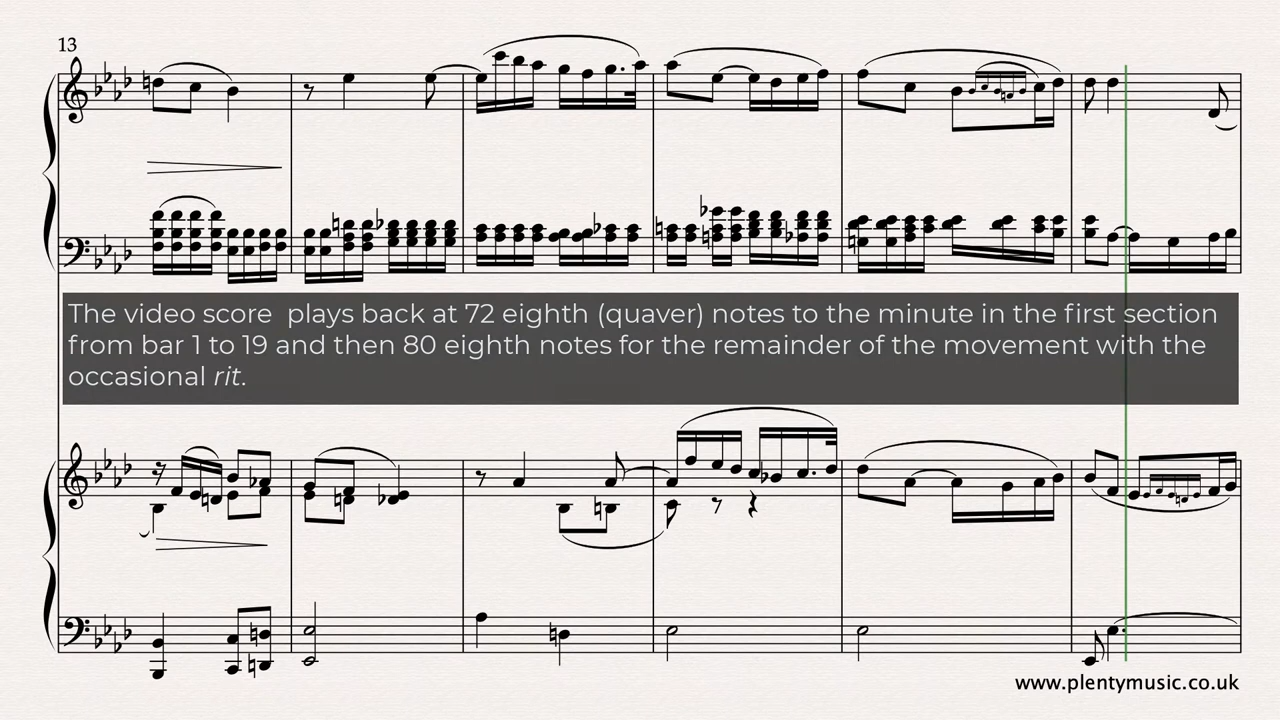 13
The video score  plays back at 72 eighth (quaver) notes to the minute in the first section
from bar 1 to 19 and then 80 eighth notes for the remainder of the movement with the
occasional rit.
www.plentymusic.co.uk